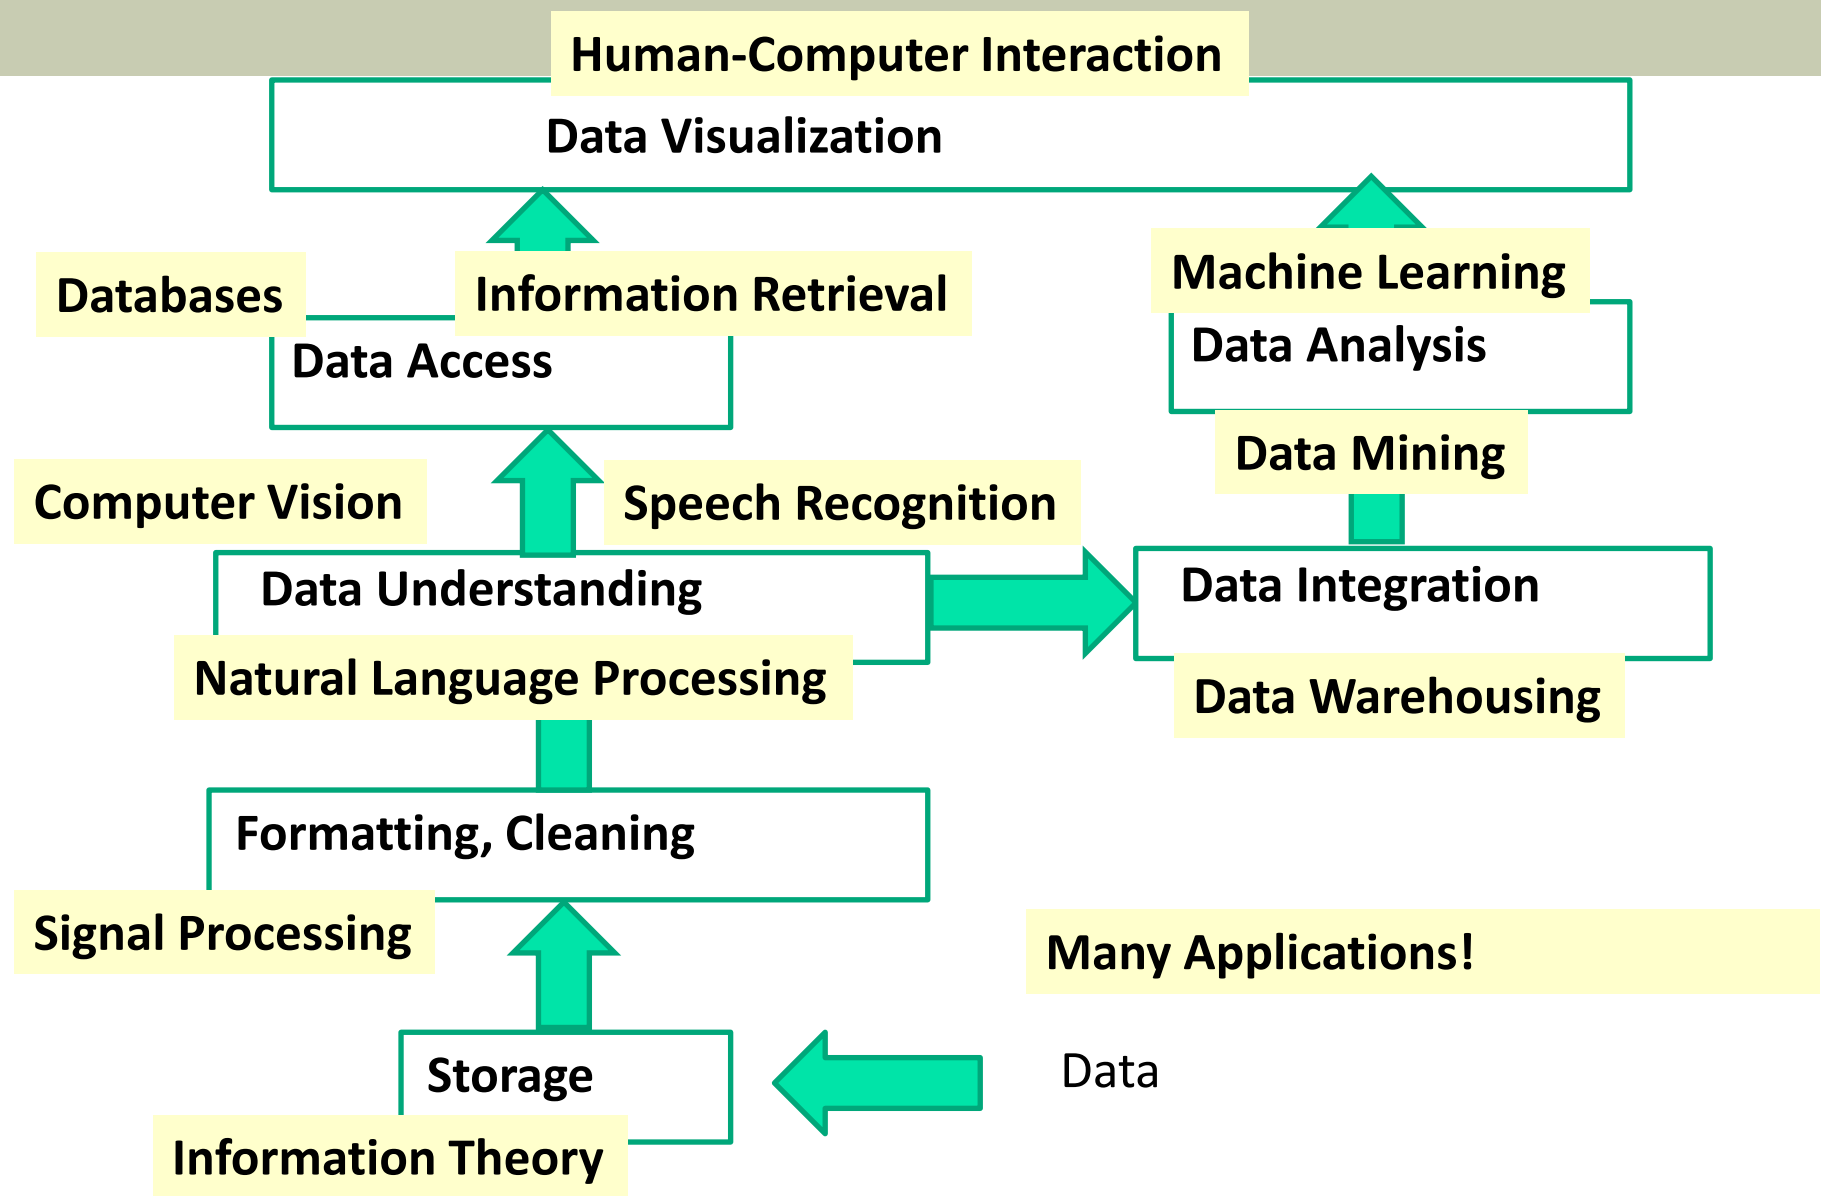 Human-Computer Interaction
Data Visualization
Databases
Information Retrieval
Machine Learning
Data Access
Data Analysis
Computer Vision
Speech Recognition
Data Mining
Data Understanding
Data Integration
Natural Language Processing
Data Warehousing
Formatting, Cleaning
Signal Processing
Many Applications!
Storage
Data
Information Theory